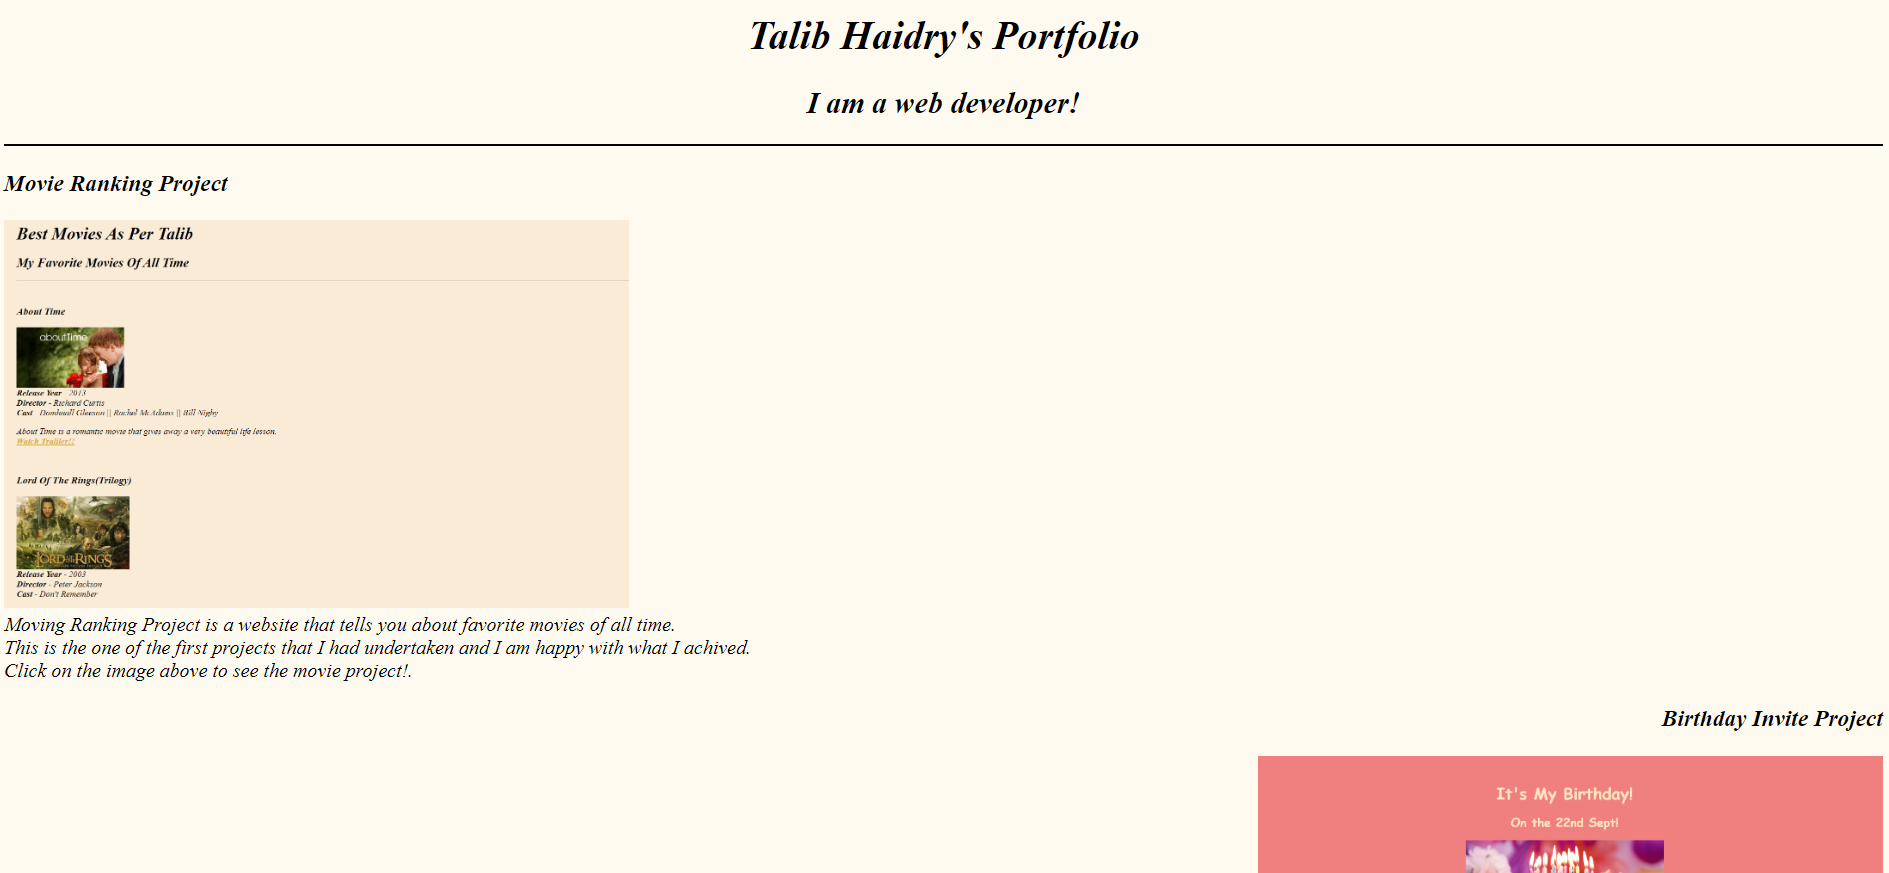 Talib Haidry's Portfolio
I am a web developer!
Movie Ranking Project
Best Movies As Per Talib
My Favorite Movies Of All Time
About Time
aboutTime
Release Year - 2013
Director - Richard Curtis
Cast - Domhnall Gleeson || Rachel McAdams || Bill Nighy
About Time is a romantic movie that gives away a very beautiful life lesson.
Watch Trailer!!
Lord Of The Rings(Trilogy)
LORD OF THE RINGS
Release Year - 2003
Director - Peter Jackson
Cast - Don't Remember
Moving Ranking Project is a website that tells you about favorite movies of all time.
This is the one of the first projects that I had undertaken and I am happy with what I achived.
Click on the image above to see the movie project!.
Birthday Invite Project
It's My Birthday!
On the 22nd Sept!